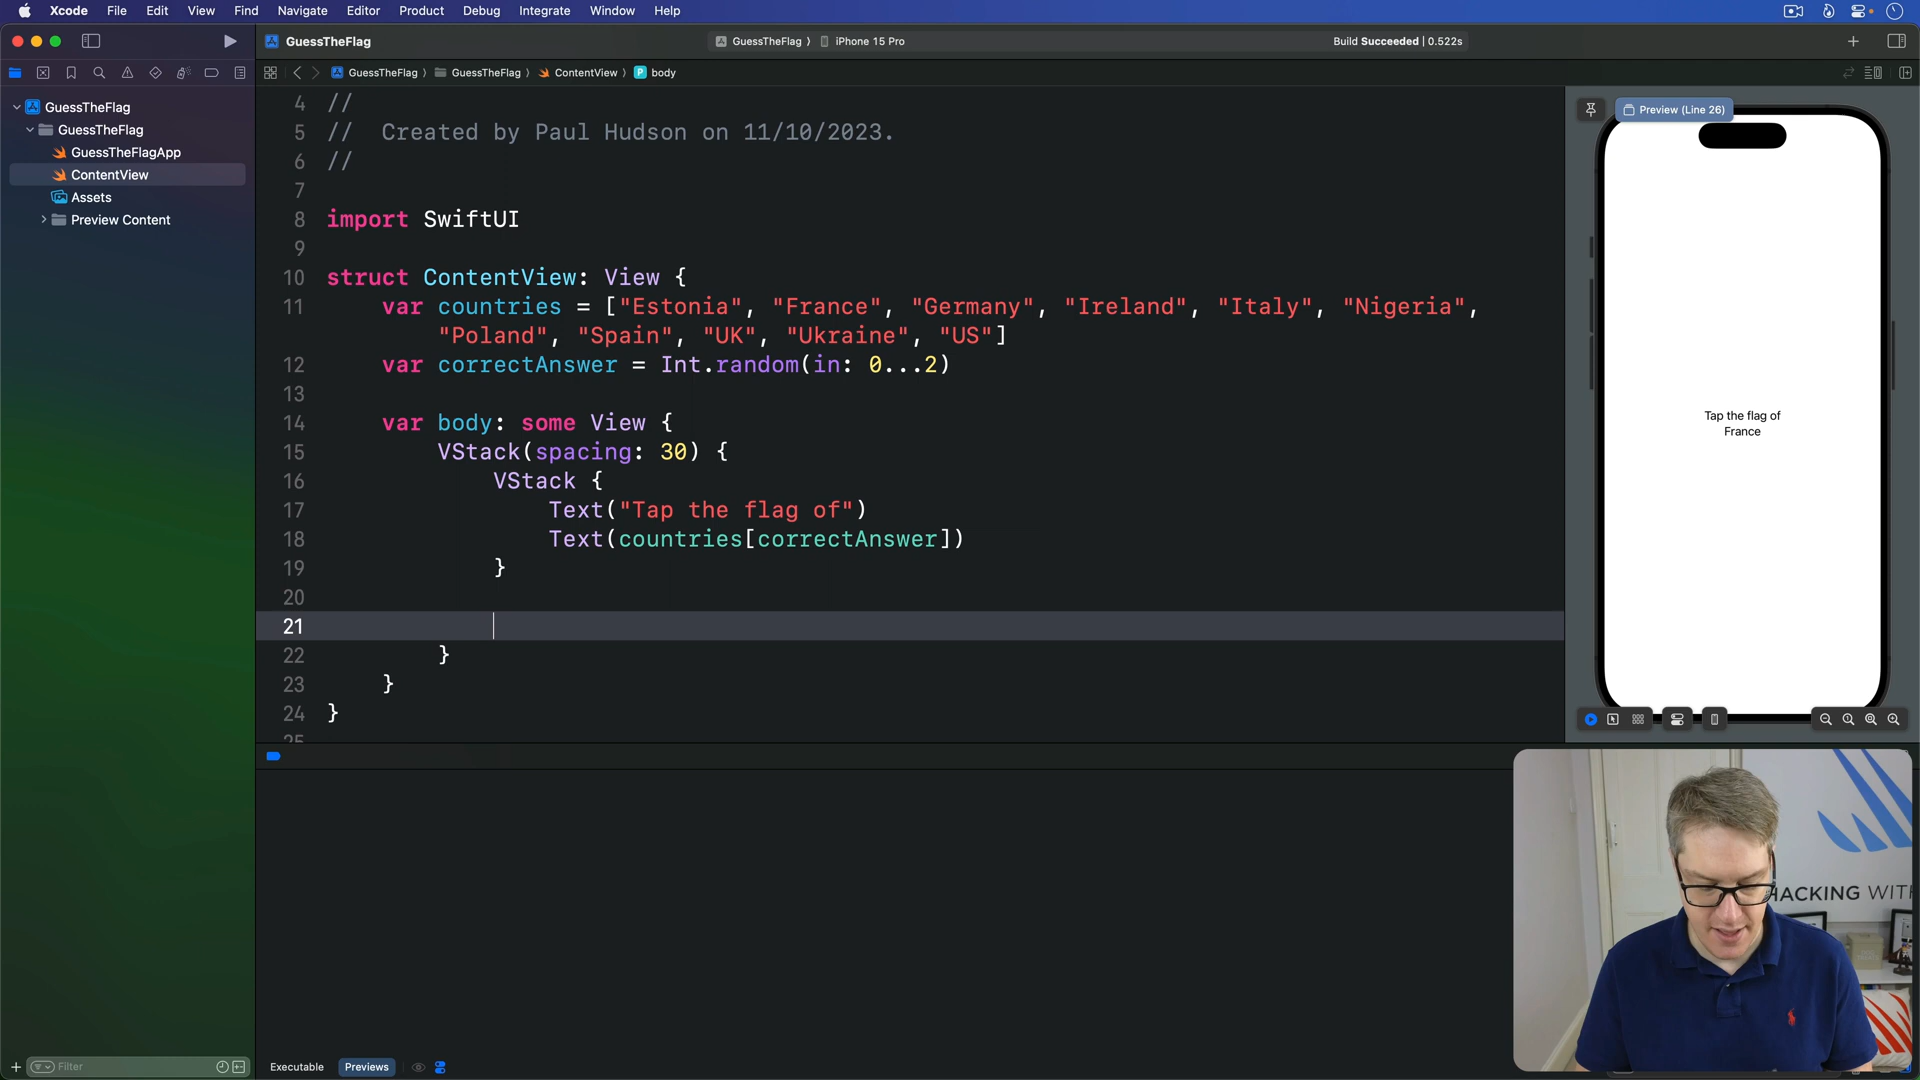 Xcode File Edit View Find Navigate Editor Product Debug Integrate Window Help
GuessTheFlag
GuessTheFlag ⟩ iPhone 15 Pro
Build Succeeded | 0.522s
GuessTheFlag ⟩ GuessTheFlag ⟩ ContentView ⟩ P body
GuessTheFlag
GuessTheFlag
GuessTheFlagApp
ContentView
Assets
Preview Content
4 //
5 //  Created by Paul Hudson on 11/10/2023.
6 //
7
8 import SwiftUI
9
10 struct ContentView: View {
11 var countries = ["Estonia", "France", "Germany", "Ireland", "Italy", "Nigeria",
"Poland", "Spain", "UK", "Ukraine", "US"]
12 var correctAnswer = Int.random(in: 0...2)
13
14 var body: some View {
15 VStack(spacing: 30) {
16 VStack {
17 Text("Tap the flag of")
18 Text(countries[correctAnswer])
19 }
20
21
22 }
23 }
24 }
25
Preview (Line 26)
Tap the flag of
France
HACKING WITH
Filter
Executable Previews